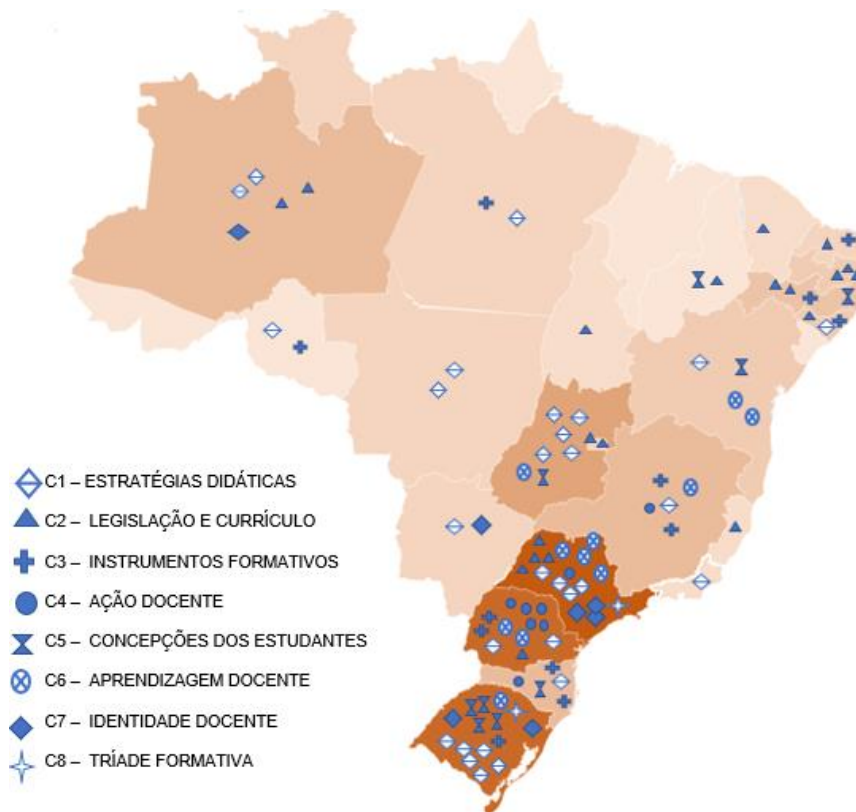 C1 – ESTRATÉGIAS DIDÁTICAS
C2 – LEGISLAÇÃO E CURRÍCULO
C3 – INSTRUMENTOS FORMATIVOS
C4 – AÇÃO DOCENTE
C5 – CONCEPÇÕES DOS ESTUDANTES
C6 – APRENDIZAGEM DOCENTE
C7 – IDENTIDADE DOCENTE
C8 – TRÍADE FORMATIVA